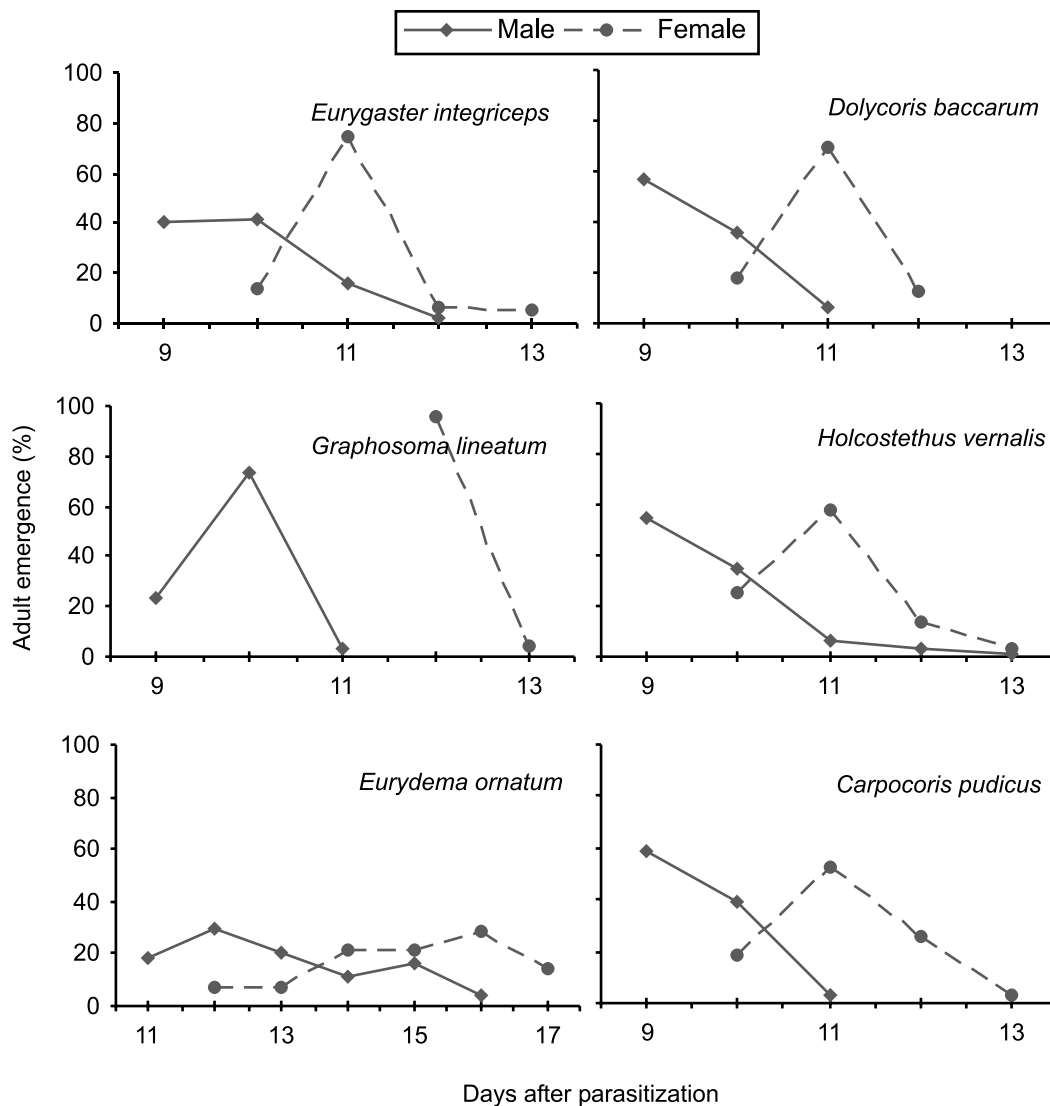 Male Female
100
80
60
40
20
0
Eurygaster integriceps
9 11 13
Dolycoris baccarum
9 11 13
Adult emergence (%)
100
80
60
40
20
0
Graphosoma lineatum
9 11 13
Holcostethus vernalis
9 11 13
100
80
60
40
20
0
Eurydema ornatum
11 13 15 17
Carpocoris pudicus
9 11 13
Days after parasitization